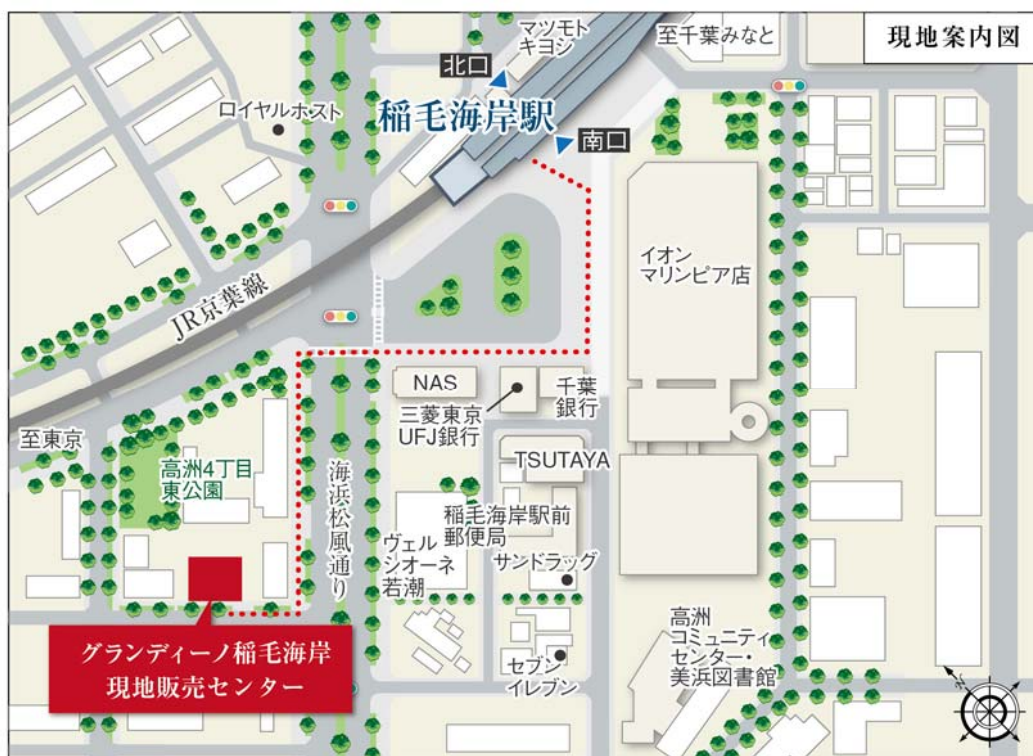 現地案内図
マツモト
キヨシ
至千葉みなと
北口
ロイヤルホスト
稲毛海岸駅
南口
イオン
マリンピア店
JR京葉線
NAS
千葉
銀行
三菱東京
UFJ銀行
至東京
高洲4丁目
東公園
TSUTAYA
海浜松風通り
稲毛海岸駅前
郵便局
ヴェル
シオーネ
若潮
サンドラッグ
グランディーノ稲毛海岸
現地販売センター
セブン
イレブン
高洲
コミュニティ
センター・
美浜図書館
N